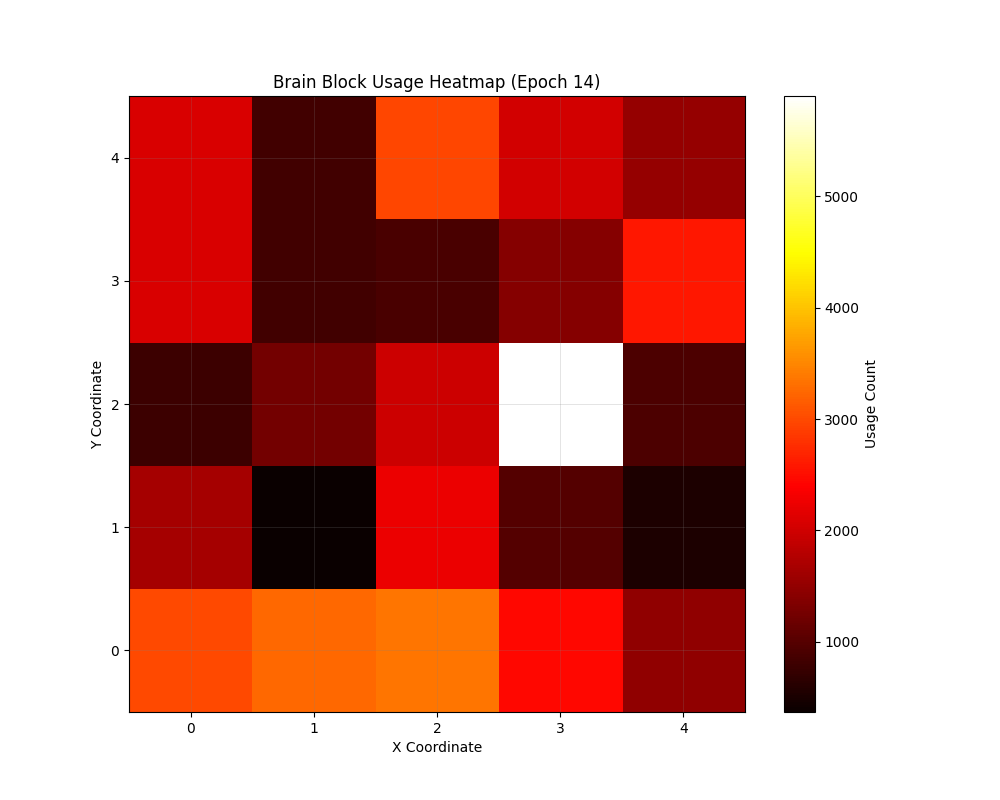 Brain Block Usage Heatmap (Epoch 14)
4
3
2
1
0
Y Coordinate
0 1 2 3 4
X Coordinate
5000
4000
3000
2000
1000
Usage Count